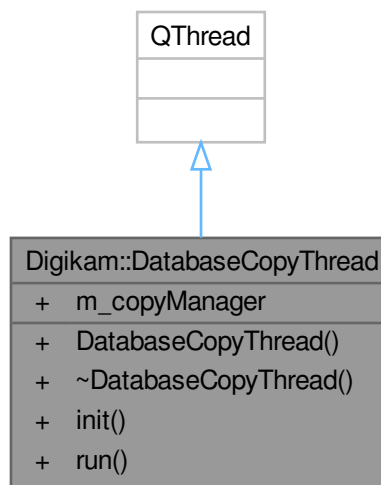 QThread
Digikam::DatabaseCopyThread
+ m_copyManager
+ DatabaseCopyThread()
+ ~DatabaseCopyThread()
+ init()
+ run()